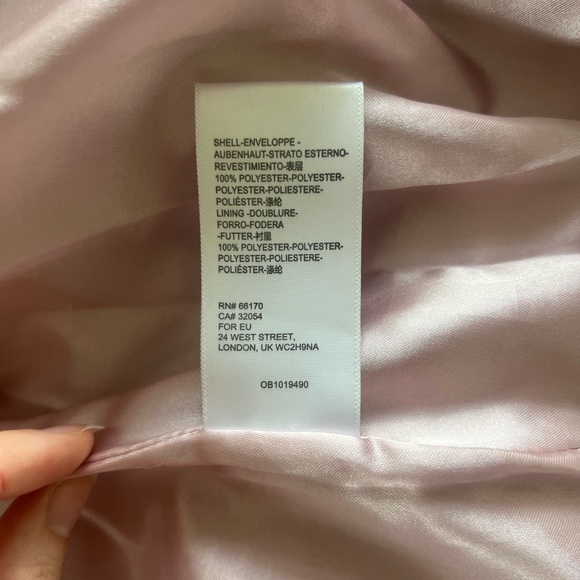 SHELL-ENVELOPPE -
AUBENHAUT-STRATO ESTERNO-
REVESTIMIENTO-表层
100% POLYESTER-POLYESTER-
POLYESTER-POLIESTERE-
POLIÉSTER-涤纶
LINING -DOUBLURE-
FORRO-FODERA
-FUTTER-衬里
100% POLYESTER-POLYESTER-
POLYESTER-POLIESTERE-
POLIÉSTER-涤纶
RN# 66170
CA# 32054
FOR EU
24 WEST STREET,
LONDON, UK WC2H9NA
OB1019490